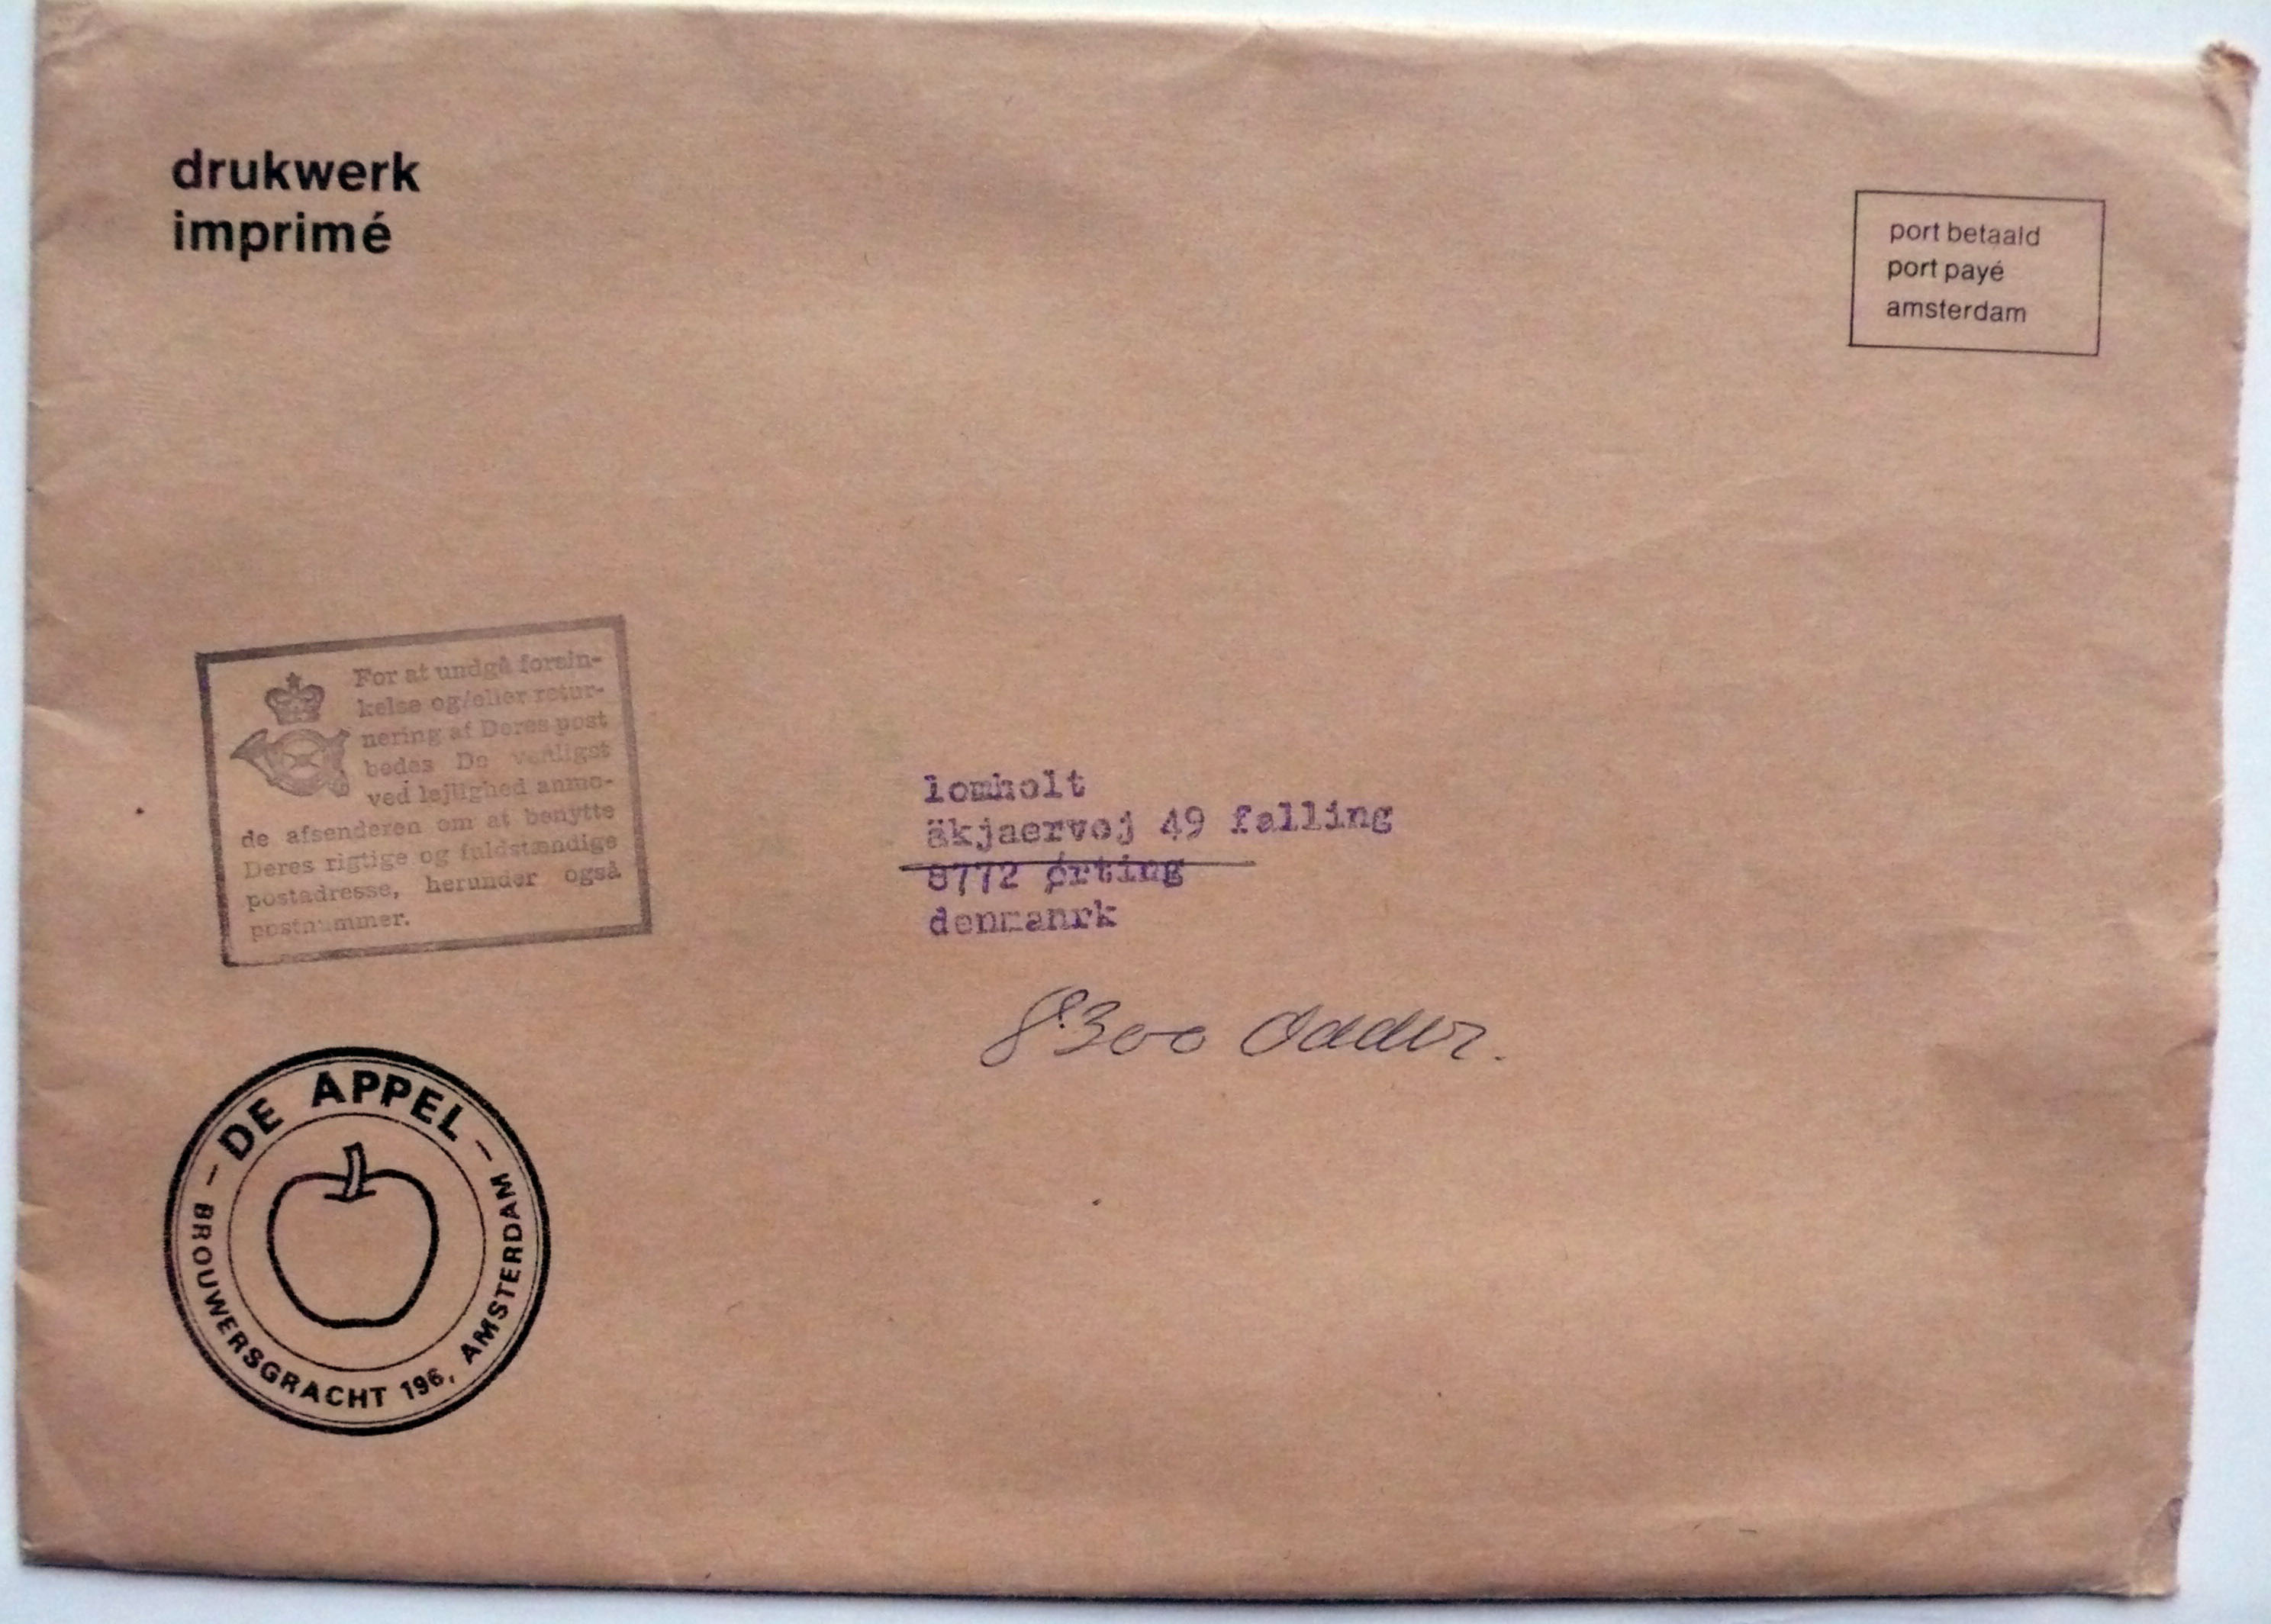 drukwerk
imprimé
port betaald
port payé
amsterdam
For at undgå forsin-
kelse og/eller retur-
nering af Deres post
bedes De venligst
ved lejlighed anmo-
de afsenderen om at benytte
Deres rigtige og fuldstændige
postadresse, herunder også
postnummer.
lomholt
äkjaervej 49 falling
8772 ørting
denmanrk
8300 Odder.
– DE APPEL –
BROUWERSGRACHT 196, AMSTERDAM